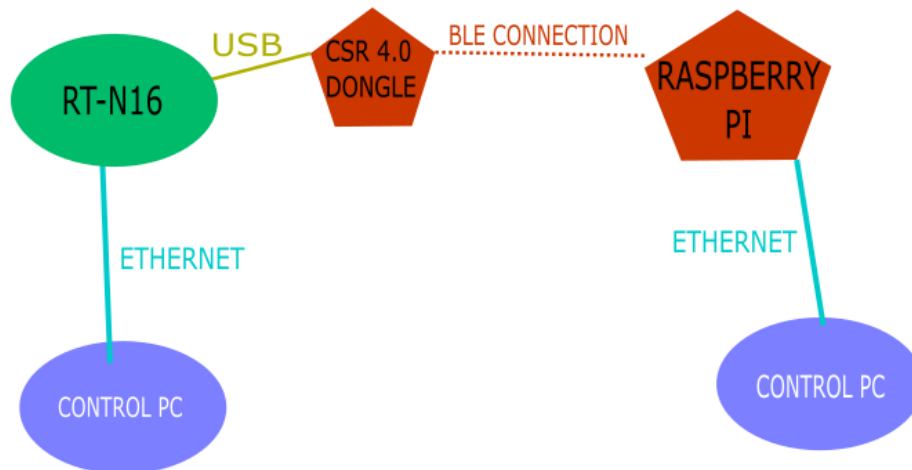 USB
CSR 4.0
DONGLE
BLE CONNECTION
RT-N16
RASPBERRY
PI
ETHERNET
ETHERNET
CONTROL PC
CONTROL PC